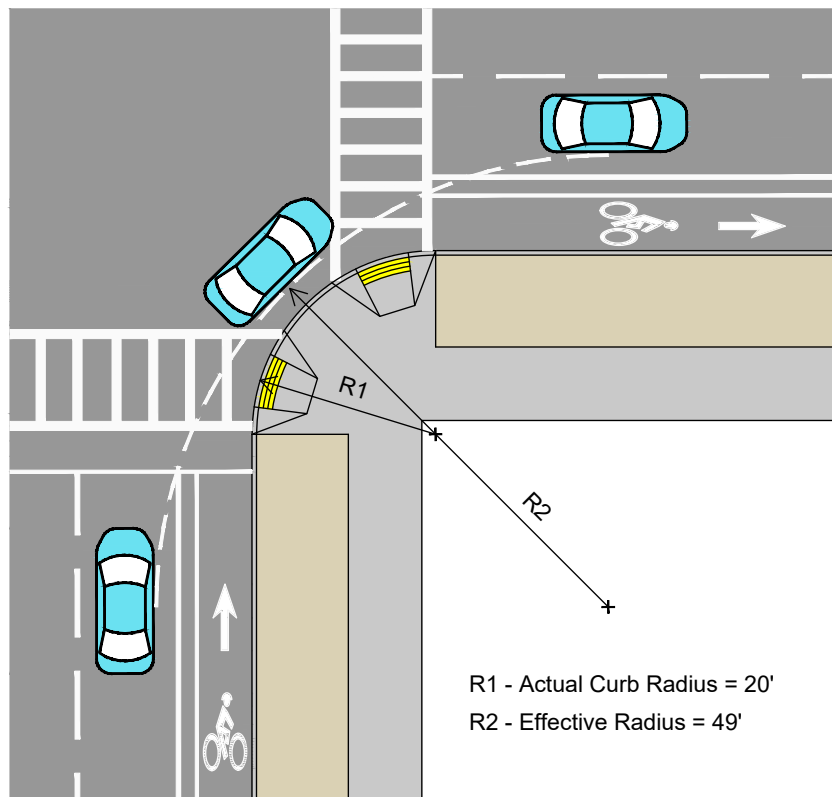 R1
R2
R1 - Actual Curb Radius = 20'
R2 - Effective Radius = 49'